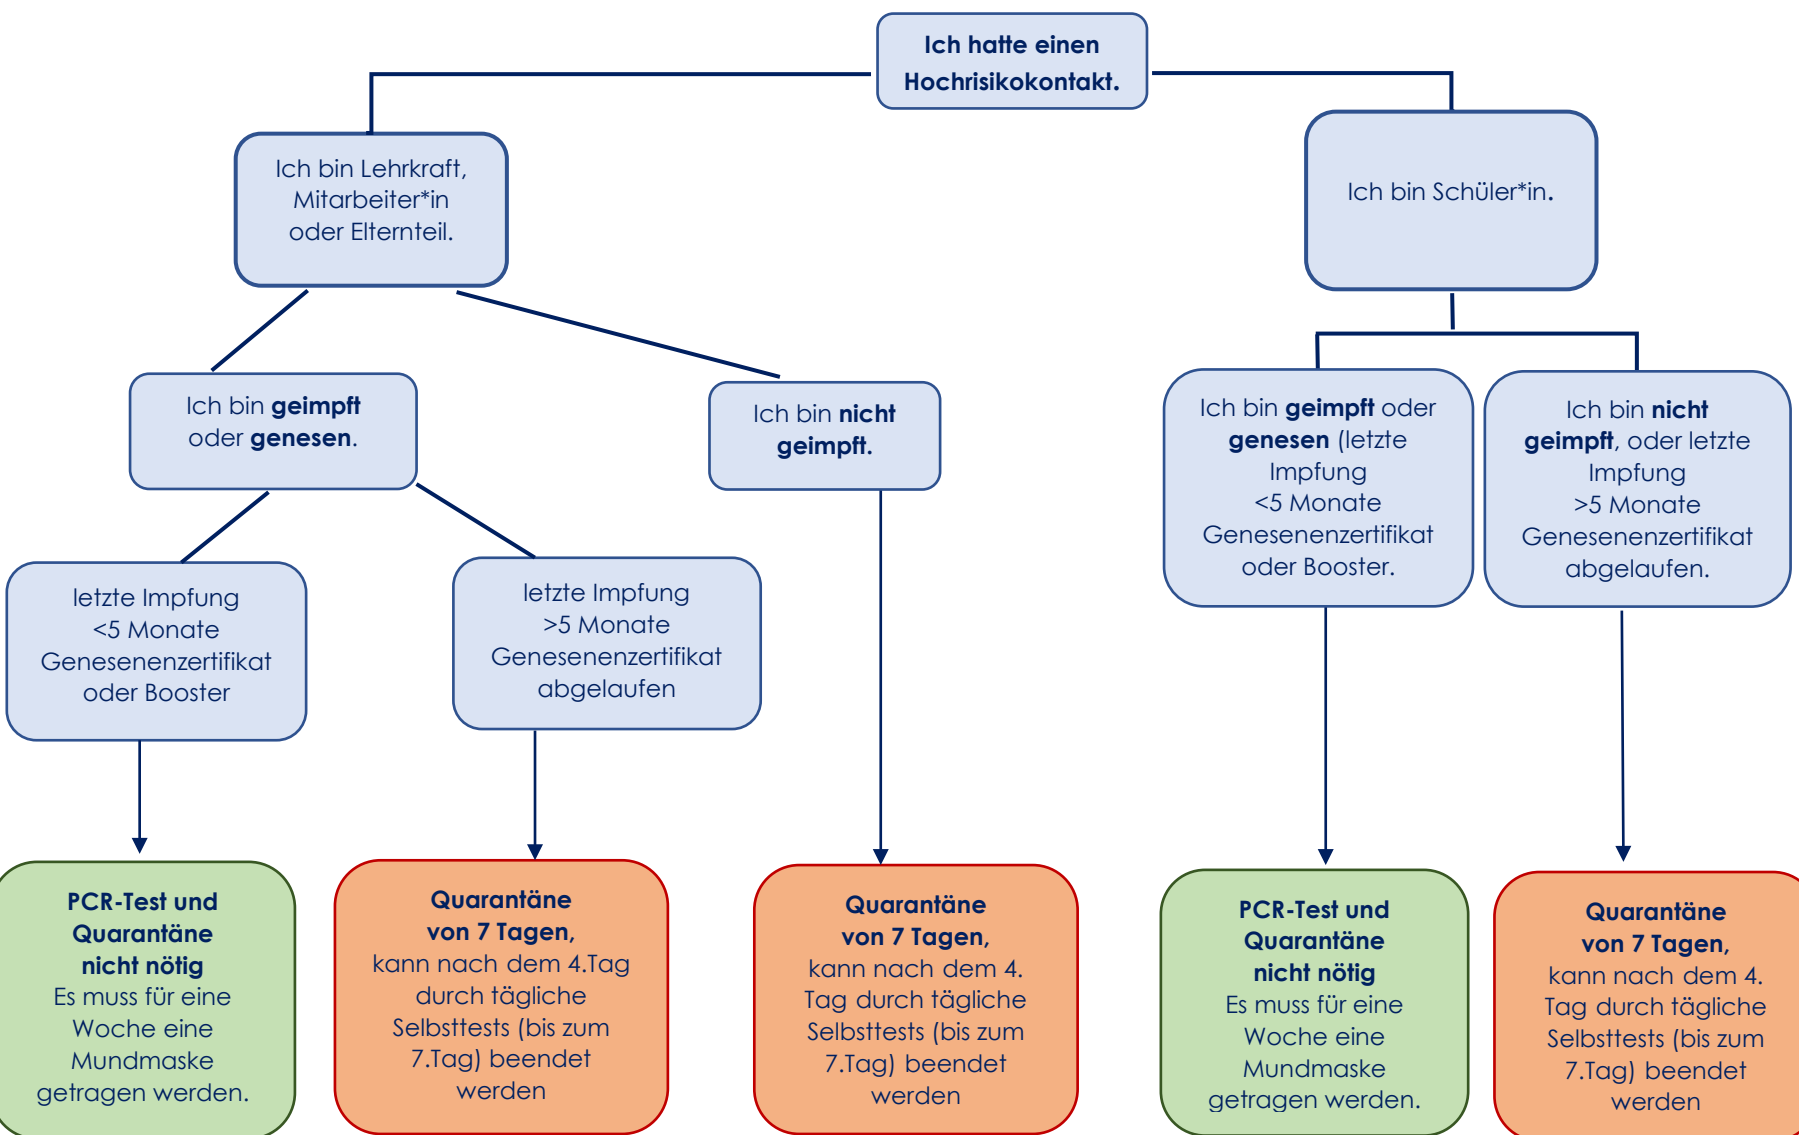 Ich hatte einen
Hochrisikokontakt.
Ich bin Lehrkraft,
Mitarbeiter*in
oder Elternteil.
Ich bin Schüler*in.
Ich bin geimpft
oder genesen.
Ich bin nicht
geimpft.
Ich bin geimpft oder
genesen (letzte
Impfung
<5 Monate
Genesenenzertifikat
oder Booster.
Ich bin nicht
geimpft, oder letzte
Impfung
>5 Monate
Genesenenzertifikat
abgelaufen.
letzte Impfung
<5 Monate
Genesenenzertifikat
oder Booster
letzte Impfung
>5 Monate
Genesenenzertifikat
abgelaufen
PCR-Test und
Quarantäne
nicht nötig
Es muss für eine
Woche eine
Mundmaske
getragen werden.
Quarantäne
von 7 Tagen,
kann nach dem 4.Tag
durch tägliche
Selbsttests (bis zum
7.Tag) beendet
werden
Quarantäne
von 7 Tagen,
kann nach dem 4.
Tag durch tägliche
Selbsttests (bis zum
7.Tag) beendet
werden
PCR-Test und
Quarantäne
nicht nötig
Es muss für eine
Woche eine
Mundmaske
getragen werden.
Quarantäne
von 7 Tagen,
kann nach dem 4.
Tag durch tägliche
Selbsttests (bis zum
7.Tag) beendet
werden